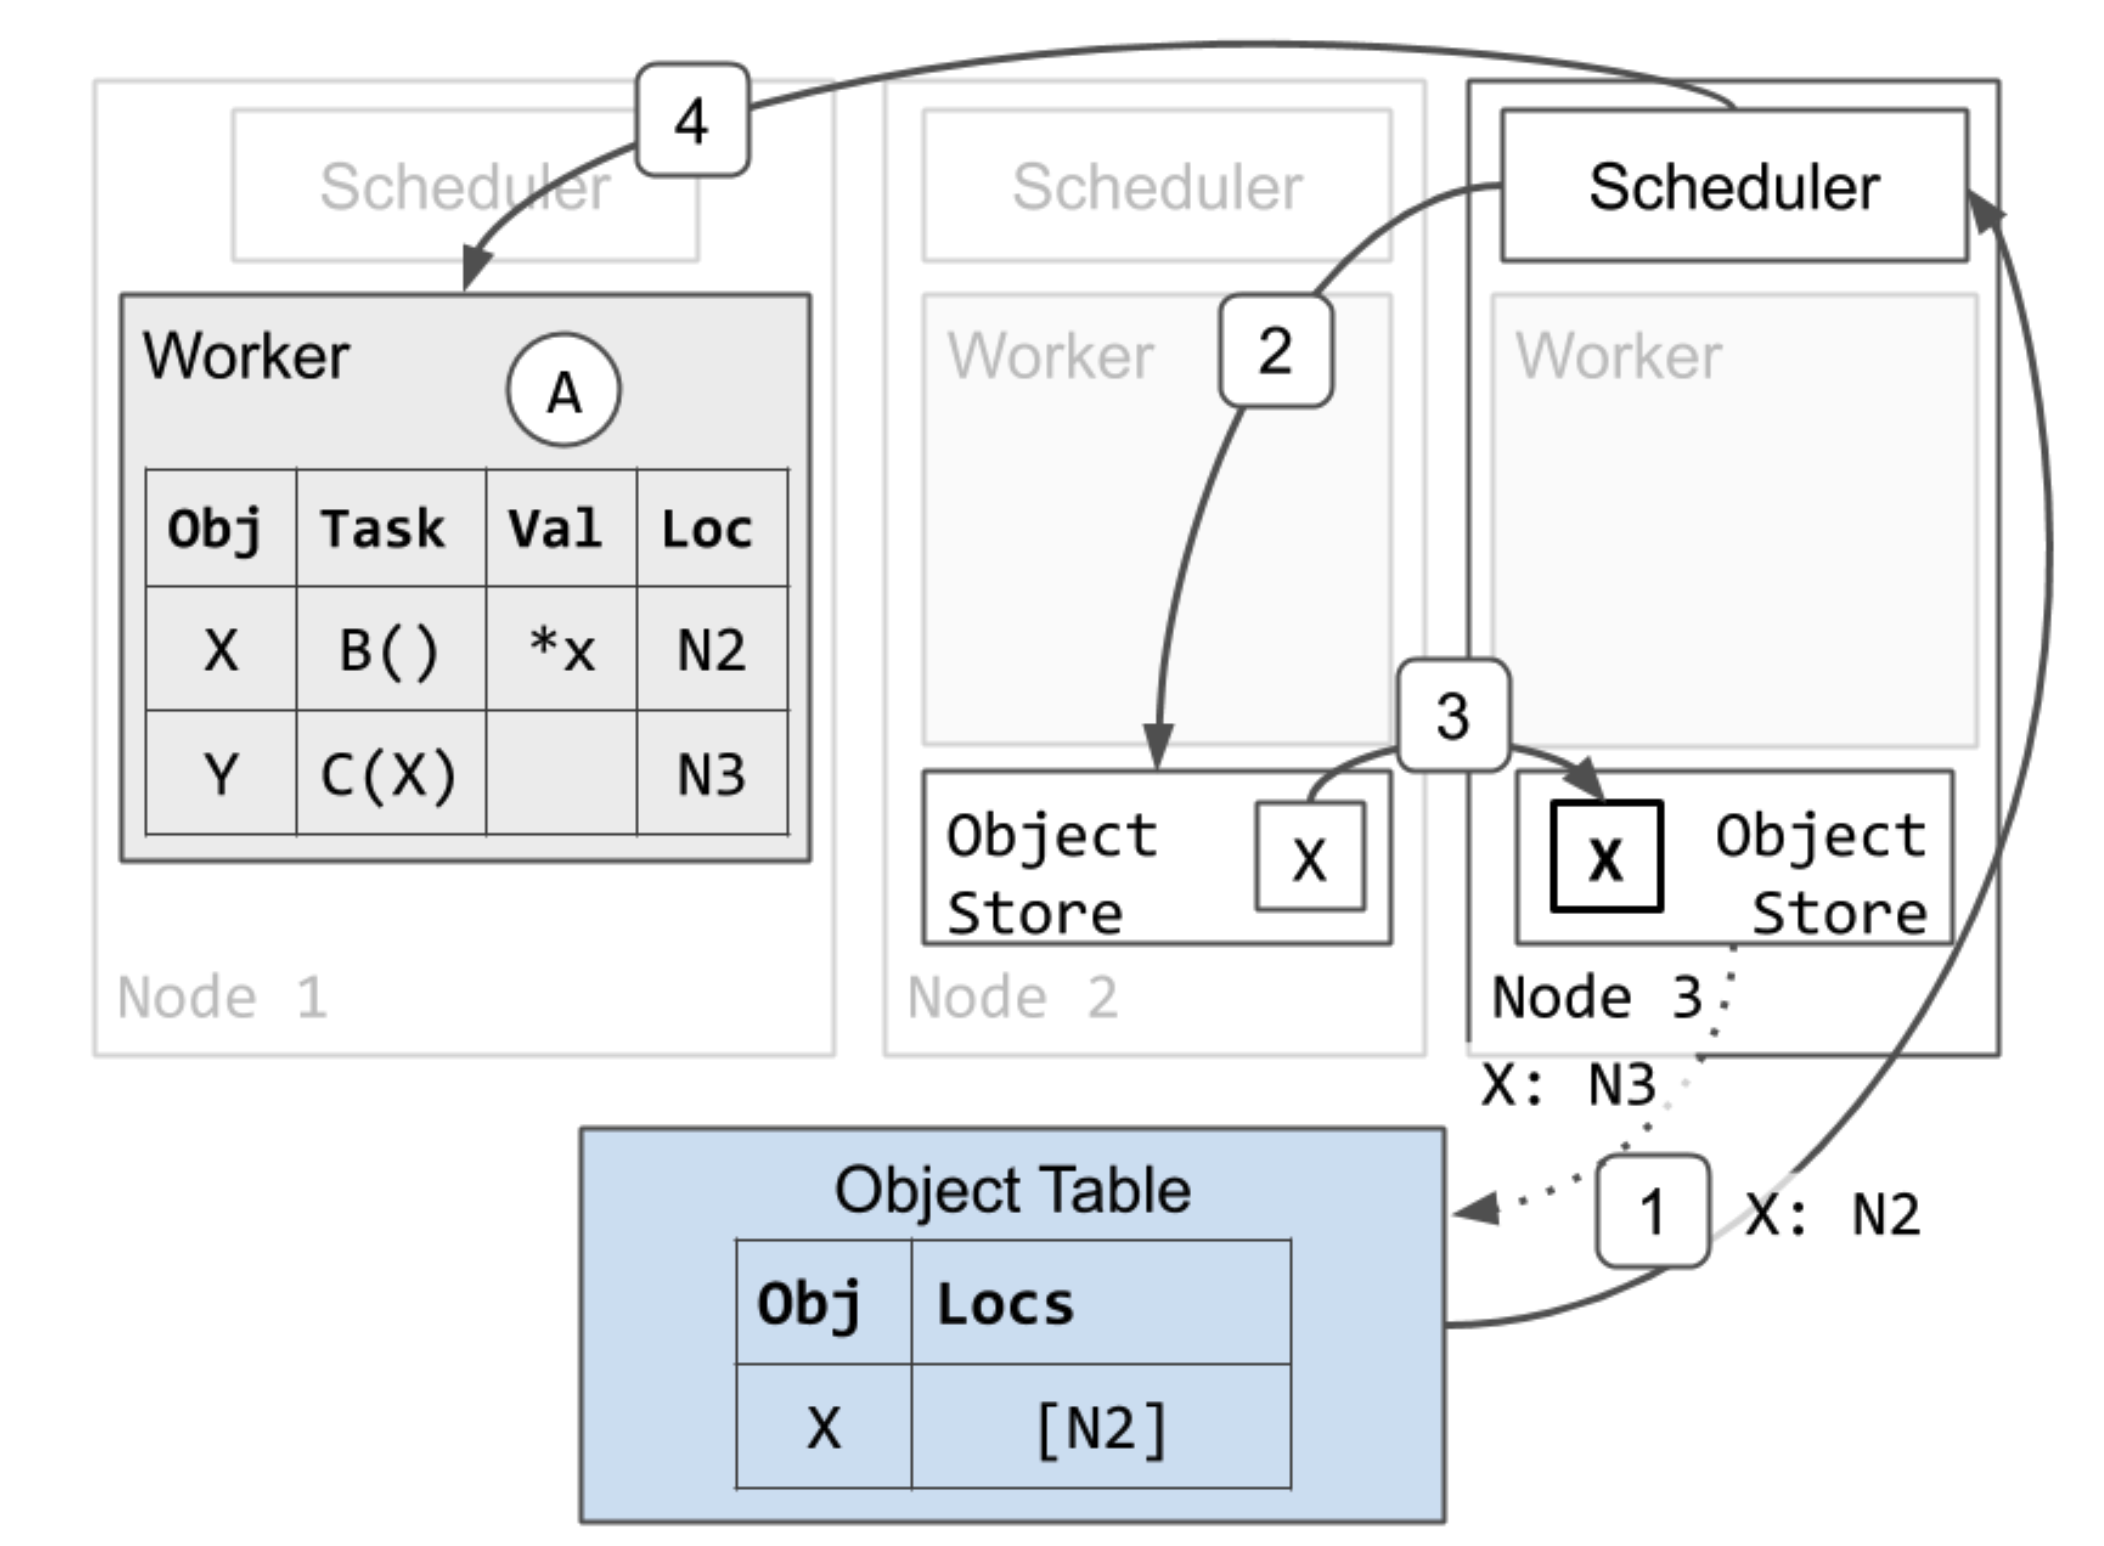 4
Scheduler
Scheduler
Scheduler
Worker
A
Obj Task Val Loc
X B() *x N2
Y C(X) N3
Node 1
Worker
2
Worker
3
Object
Store
X
Node 2
X
Object
Store
Node 3
X: N3
1
X: N2
Object Table
Obj Locs
X [N2]